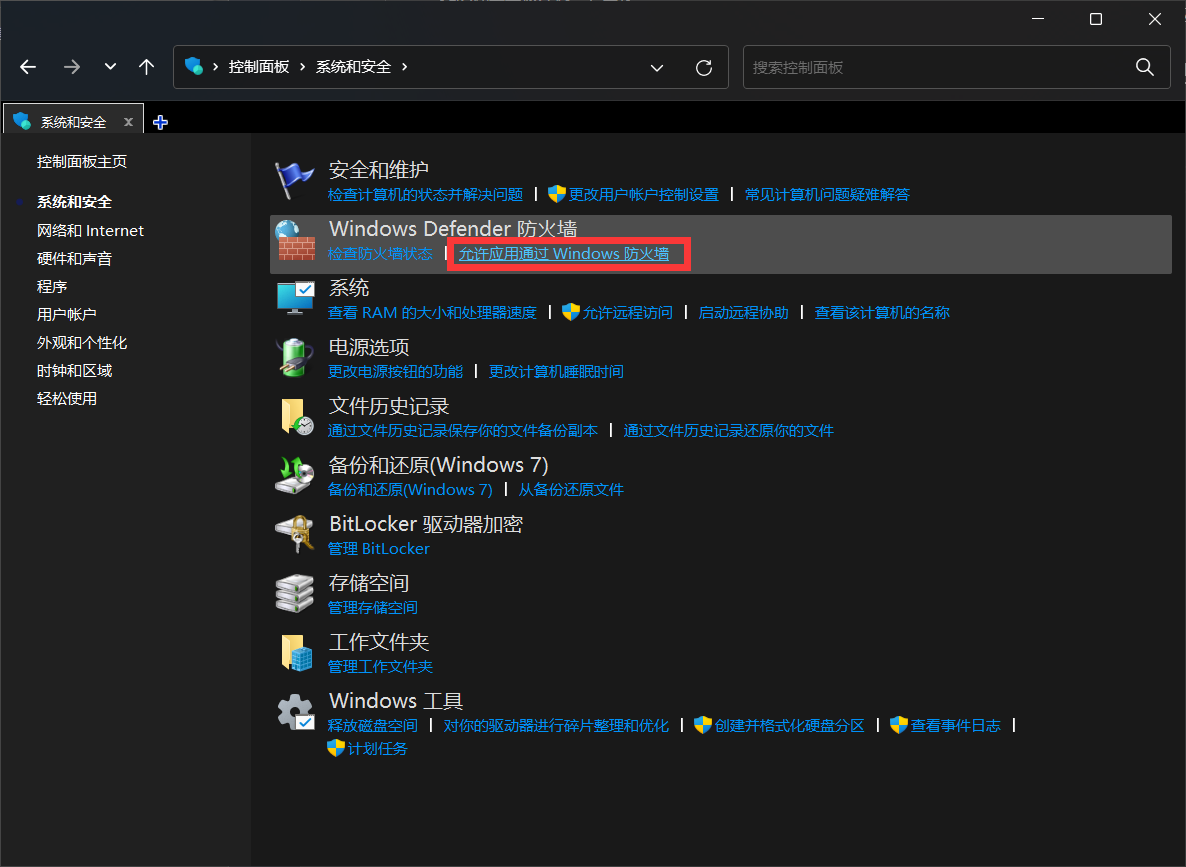 控制面板 系统和安全
搜索控制面板
系统和安全
控制面板主页
系统和安全
网络和 Internet
硬件和声音
程序
用户帐户
外观和个性化
时钟和区域
轻松使用
安全和维护
检查计算机的状态并解决问题 更改用户帐户控制设置 常见计算机问题疑难解答
Windows Defender 防火墙
检查防火墙状态 允许应用通过 Windows 防火墙
系统
查看 RAM 的大小和处理器速度 允许远程访问 启动远程协助 查看该计算机的名称
电源选项
更改电源按钮的功能 更改计算机睡眠时间
文件历史记录
通过文件历史记录保存你的文件备份副本 通过文件历史记录还原你的文件
备份和还原(Windows 7)
备份和还原(Windows 7) 从备份还原文件
BitLocker 驱动器加密
管理 BitLocker
存储空间
管理存储空间
工作文件夹
管理工作文件夹
Windows 工具
释放磁盘空间 对你的驱动器进行碎片整理和优化 创建并格式化硬盘分区 查看事件日志
计划任务